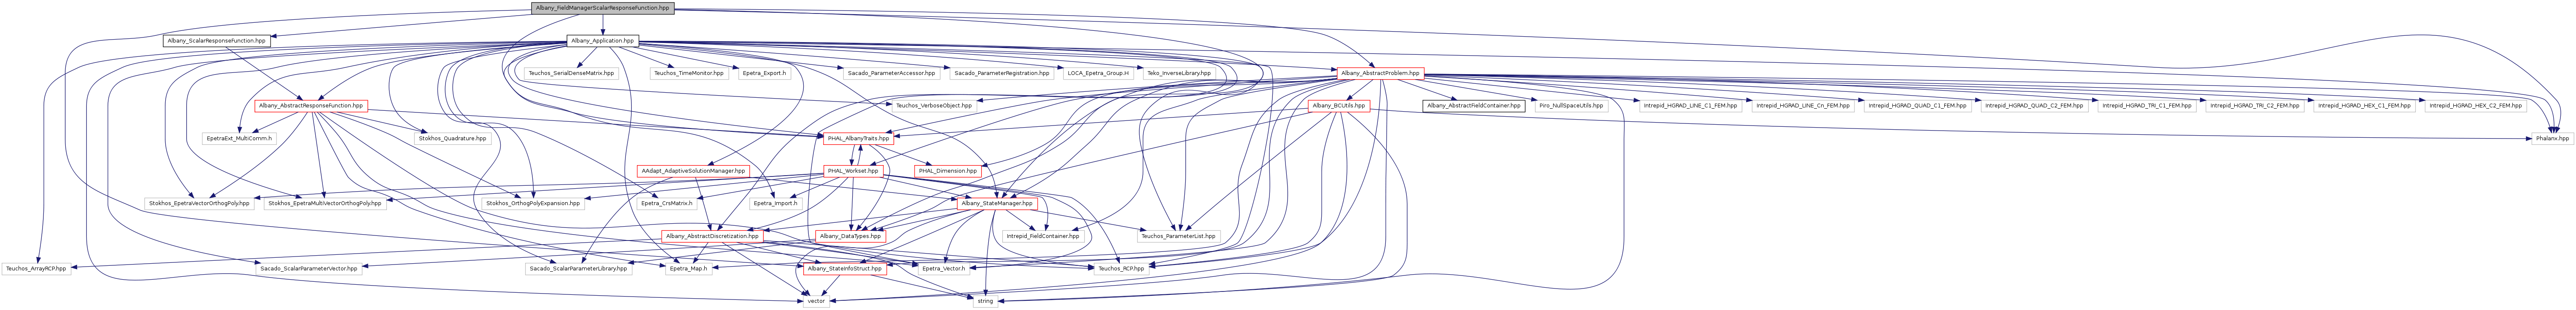 Albany_FieldManagerScalarResponseFunction.hpp
Albany_ScalarResponseFunction.hpp
Albany_Application.hpp
Teuchos_SerialDenseMatrix.hpp
Teuchos_TimeMonitor.hpp
Epetra_Export.h
Sacado_ParameterAccessor.hpp
Sacado_ParameterRegistration.hpp
LOCA_Epetra_Group.H
Teko_InverseLibrary.hpp
Albany_AbstractProblem.hpp
Albany_AbstractResponseFunction.hpp
Teuchos_VerboseObject.hpp
Albany_BCUtils.hpp
Albany_AbstractFieldContainer.hpp
Piro_NullSpaceUtils.hpp
Intrepid_HGRAD_LINE_C1_FEM.hpp
Intrepid_HGRAD_LINE_Cn_FEM.hpp
Intrepid_HGRAD_QUAD_C1_FEM.hpp
Intrepid_HGRAD_QUAD_C2_FEM.hpp
Intrepid_HGRAD_TRI_C1_FEM.hpp
Intrepid_HGRAD_TRI_C2_FEM.hpp
Intrepid_HGRAD_HEX_C1_FEM.hpp
Intrepid_HGRAD_HEX_C2_FEM.hpp
EpetraExt_MultiComm.h
Stokhos_Quadrature.hpp
PHAL_AlbanyTraits.hpp
Phalanx.hpp
AAdapt_AdaptiveSolutionManager.hpp
PHAL_Workset.hpp
PHAL_Dimension.hpp
Stokhos_EpetraVectorOrthogPoly.hpp
Stokhos_EpetraMultiVectorOrthogPoly.hpp
Stokhos_OrthogPolyExpansion.hpp
Epetra_CrsMatrix.h
Epetra_Import.h
Albany_StateManager.hpp
Albany_AbstractDiscretization.hpp
Albany_DataTypes.hpp
Intrepid_FieldContainer.hpp
Teuchos_ParameterList.hpp
Teuchos_ArrayRCP.hpp
Sacado_ScalarParameterVector.hpp
Sacado_ScalarParameterLibrary.hpp
Epetra_Map.h
Albany_StateInfoStruct.hpp
Epetra_Vector.h
Teuchos_RCP.hpp
vector
string